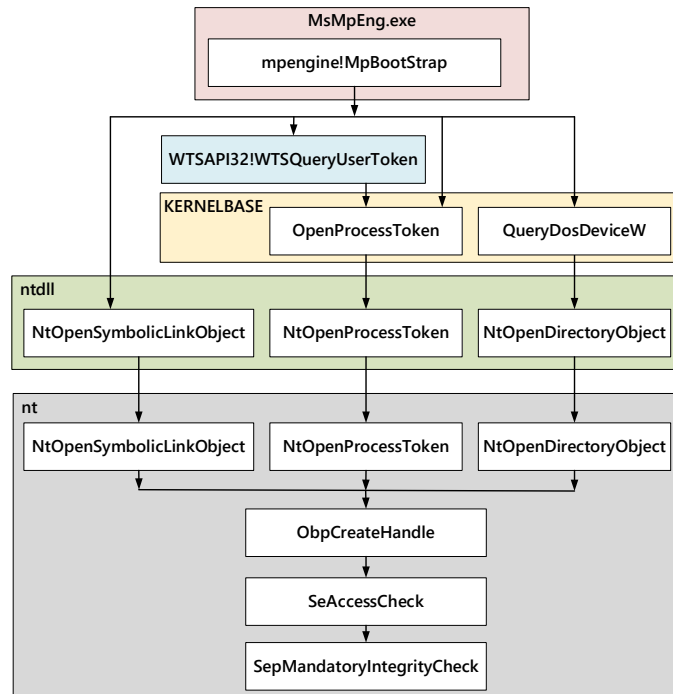 MsMpEng.exe
mpengine!MpBootStrap
WTSAPI32!WTSQueryUserToken
KERNELBASE
OpenProcessToken
QueryDosDeviceW
ntdll
NtOpenSymbolicLinkObject
NtOpenProcessToken
NtOpenDirectoryObject
nt
NtOpenSymbolicLinkObject
NtOpenProcessToken
NtOpenDirectoryObject
ObpCreateHandle
SeAccessCheck
SepMandatoryIntegrityCheck